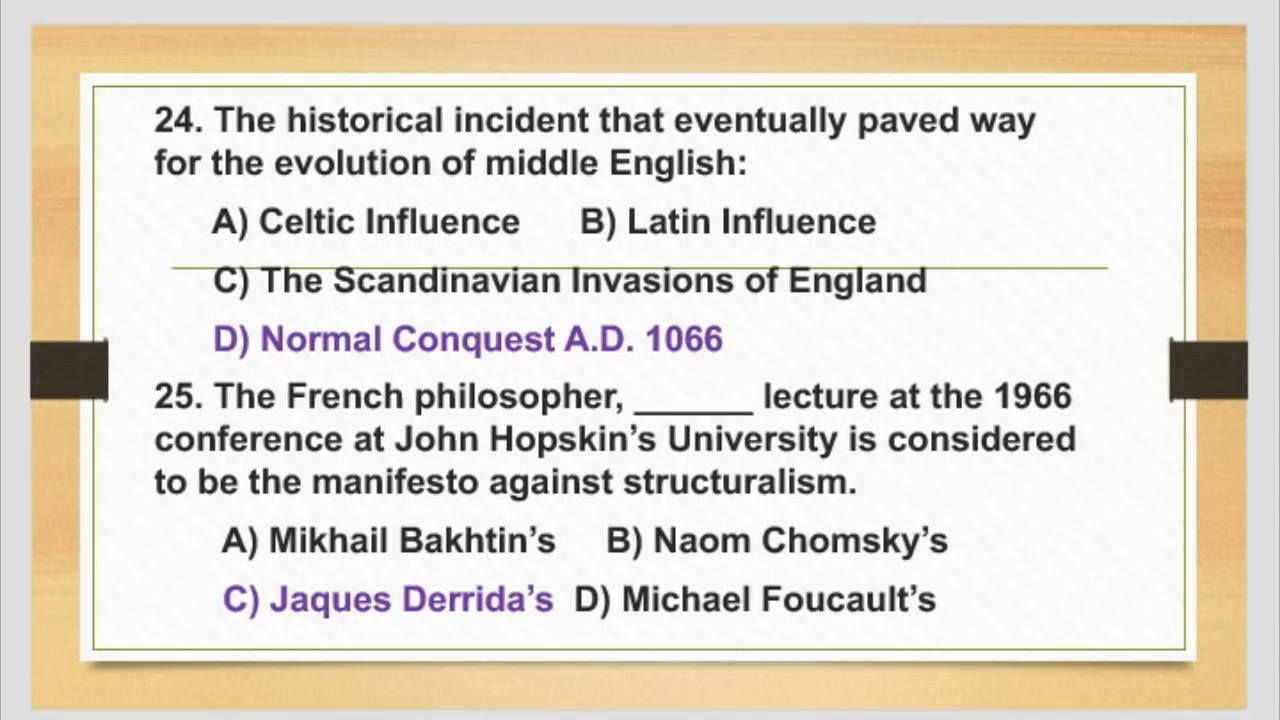 24. The historical incident that eventually paved way
for the evolution of middle English:
A) Celtic Influence B) Latin Influence
C) The Scandinavian Invasions of England
D) Normal Conquest A.D. 1066
25. The French philosopher, ______ lecture at the 1966
conference at John Hopskin’s University is considered
to be the manifesto against structuralism.
A) Mikhail Bakhtin’s B) Naom Chomsky’s
C) Jaques Derrida’s D) Michael Foucault’s